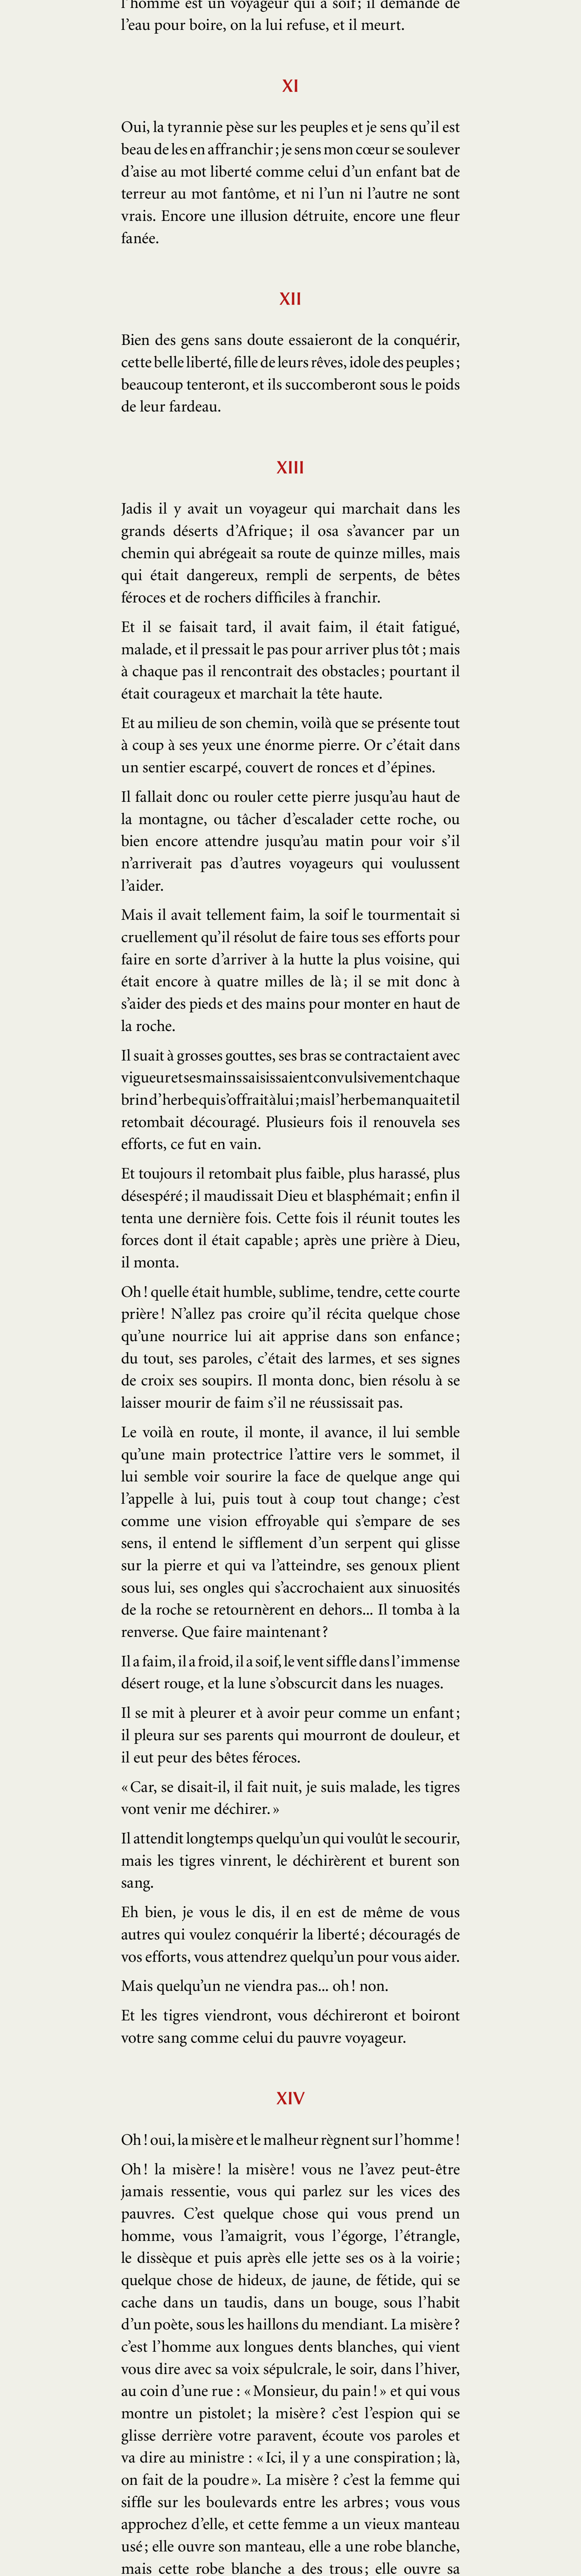 l’homme est un voyageur qui a soif ; il demande de
l’eau pour boire, on la lui refuse, et il meurt.
XI
Oui, la tyrannie pèse sur les peuples et je sens qu’il est
beau de les en affranchir ; je sens mon cœur se soulever
d’aise au mot liberté comme celui d’un enfant bat de
terreur au mot fantôme, et ni l’un ni l’autre ne sont
vrais. Encore une illusion détruite, encore une fleur
fanée.
XII
Bien des gens sans doute essaieront de la conquérir,
cette belle liberté, fille de leurs rêves, idole des peuples ;
beaucoup tenteront, et ils succomberont sous le poids
de leur fardeau.
XIII
Jadis il y avait un voyageur qui marchait dans les
grands déserts d’Afrique ; il osa s’avancer par un
chemin qui abrégeait sa route de quinze milles, mais
qui était dangereux, rempli de serpents, de bêtes
féroces et de rochers difficiles à franchir.
Et il se faisait tard, il avait faim, il était fatigué,
malade, et il pressait le pas pour arriver plus tôt ; mais
à chaque pas il rencontrait des obstacles ; pourtant il
était courageux et marchait la tête haute.
Et au milieu de son chemin, voilà que se présente tout
à coup à ses yeux une énorme pierre. Or c’était dans
un sentier escarpé, couvert de ronces et d’épines.
Il fallait donc ou rouler cette pierre jusqu’au haut de
la montagne, ou tâcher d’escalader cette roche, ou
bien encore attendre jusqu’au matin pour voir s’il
n’arriverait pas d’autres voyageurs qui voulussent
l’aider.
Mais il avait tellement faim, la soif le tourmentait si
cruellement qu’il résolut de faire tous ses efforts pour
faire en sorte d’arriver à la hutte la plus voisine, qui
était encore à quatre milles de là ; il se mit donc à
s’aider des pieds et des mains pour monter en haut de
la roche.
Il suait à grosses gouttes, ses bras se contractaient avec
vigueur et ses mains saisissaient convulsivement chaque
brin d’herbe qui s’offrait à lui ; mais l’herbe manquait et il
retombait découragé. Plusieurs fois il renouvela ses
efforts, ce fut en vain.
Et toujours il retombait plus faible, plus harassé, plus
désespéré ; il maudissait Dieu et blasphémait ; enfin il
tenta une dernière fois. Cette fois il réunit toutes les
forces dont il était capable ; après une prière à Dieu,
il monta.
Oh ! quelle était humble, sublime, tendre, cette courte
prière ! N’allez pas croire qu’il récita quelque chose
qu’une nourrice lui ait apprise dans son enfance ;
du tout, ses paroles, c’était des larmes, et ses signes
de croix ses soupirs. Il monta donc, bien résolu à se
laisser mourir de faim s’il ne réussissait pas.
Le voilà en route, il monte, il avance, il lui semble
qu’une main protectrice l’attire vers le sommet, il
lui semble voir sourire la face de quelque ange qui
l’appelle à lui, puis tout à coup tout change ; c’est
comme une vision effroyable qui s’empare de ses
sens, il entend le sifflement d’un serpent qui glisse
sur la pierre et qui va l’atteindre, ses genoux plient
sous lui, ses ongles qui s’accrochaient aux sinuosités
de la roche se retournèrent en dehors... Il tomba à la
renverse. Que faire maintenant ?
Il a faim, il a froid, il a soif, le vent siffle dans l’immense
désert rouge, et la lune s’obscurcit dans les nuages.
Il se mit à pleurer et à avoir peur comme un enfant ;
il pleura sur ses parents qui mourront de douleur, et
il eut peur des bêtes féroces.
« Car, se disait-il, il fait nuit, je suis malade, les tigres
vont venir me déchirer. »
Il attendit longtemps quelqu’un qui voulût le secourir,
mais les tigres vinrent, le déchirèrent et burent son
sang.
Eh bien, je vous le dis, il en est de même de vous
autres qui voulez conquérir la liberté ; découragés de
vos efforts, vous attendrez quelqu’un pour vous aider.
Mais quelqu’un ne viendra pas... oh ! non.
Et les tigres viendront, vous déchireront et boiront
votre sang comme celui du pauvre voyageur.
XIV
Oh ! oui, la misère et le malheur règnent sur l’homme !
Oh ! la misère ! la misère ! vous ne l’avez peut-être
jamais ressentie, vous qui parlez sur les vices des
pauvres. C’est quelque chose qui vous prend un
homme, vous l’amaigrit, vous l’égorge, l’étrangle,
le dissèque et puis après elle jette ses os à la voirie ;
quelque chose de hideux, de jaune, de fétide, qui se
cache dans un taudis, dans un bouge, sous l’habit
d’un poète, sous les haillons du mendiant. La misère ?
c’est l’homme aux longues dents blanches, qui vient
vous dire avec sa voix sépulcrale, le soir, dans l’hiver,
au coin d’une rue : « Monsieur, du pain ! » et qui vous
montre un pistolet ; la misère ? c’est l’espion qui se
glisse derrière votre paravent, écoute vos paroles et
va dire au ministre : « Ici, il y a une conspiration ; là,
on fait de la poudre ». La misère ? c’est la femme qui
siffle sur les boulevards entre les arbres ; vous vous
approchez d’elle, et cette femme a un vieux manteau
usé ; elle ouvre son manteau, elle a une robe blanche,
mais cette robe blanche a des trous ; elle ouvre sa